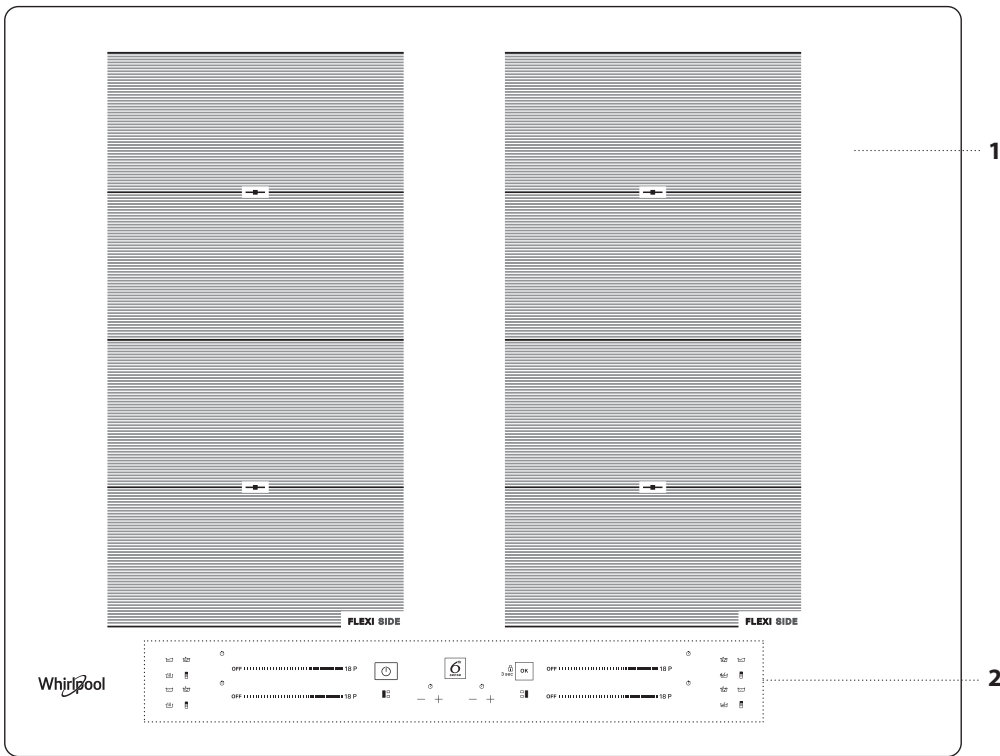 1
FLEXI SIDE
FLEXI SIDE
Whirlpool
OFF 18 P
6th SENSE
3 SEC
OK
OFF 18 P
OFF 18 P
OFF 18 P
2